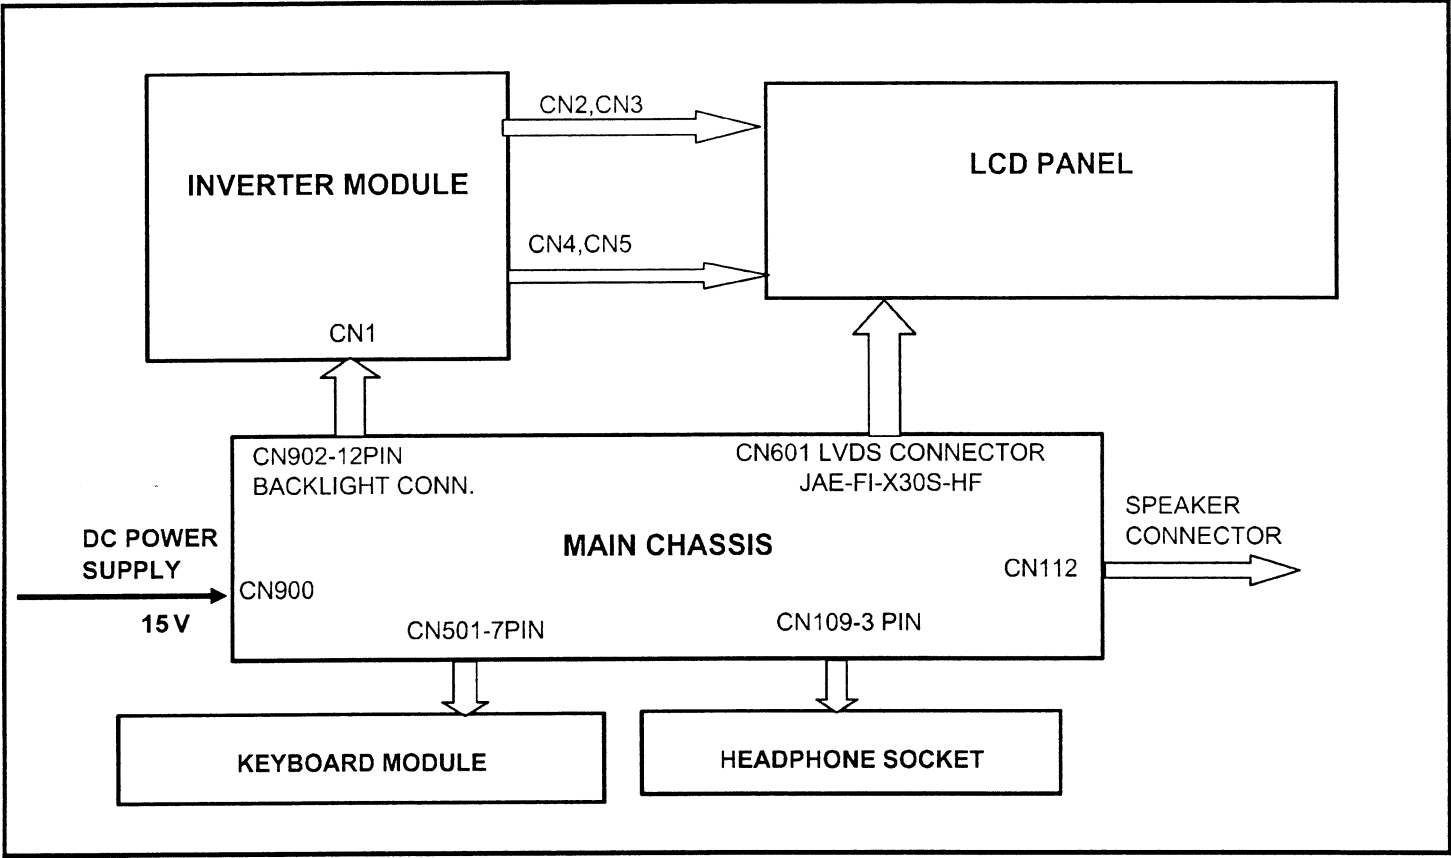 CN2,CN3
INVERTER MODULE
LCD PANEL
CN4,CN5
CN1
CN902-12PIN
BACKLIGHT CONN.
CN601 LVDS CONNECTOR
JAE-FI-X30S-HF
SPEAKER
CONNECTOR
DC POWER
SUPPLY
15 V
MAIN CHASSIS
CN112
CN900
CN501-7PIN
CN109-3 PIN
KEYBOARD MODULE
HEADPHONE SOCKET